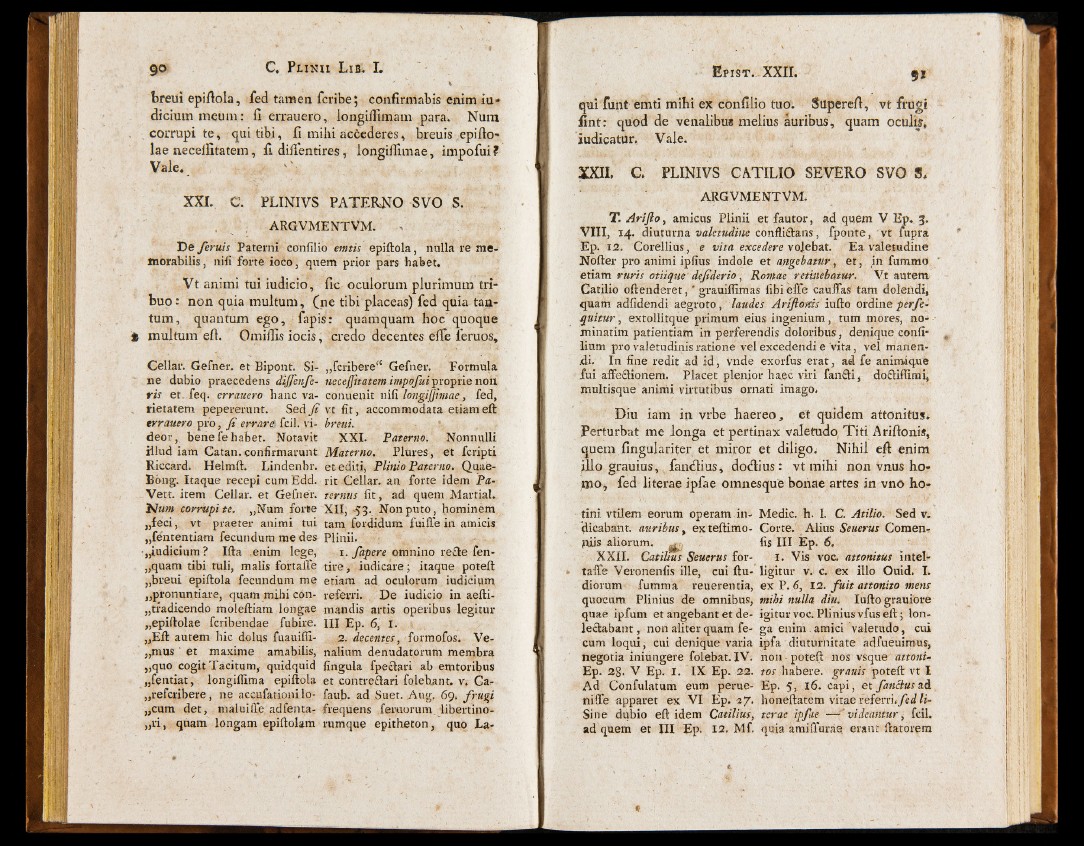 90 C. PLINII LIB. I.
breui epiſtola, ſed tamen ſcribe; confirmabis enim iu-
dicium meum: ſi errauero, longiſſimam para. Num
corrupi te, qui tibi, ſi mihi accederes, breuis epiſto-
lae neceſſitatem, ſi diſſentires, longiſſimae, impoſui?
Vale.
XXI. C. PLINIVS PATERNO SVO S.
ARGVMENTVM.
De ſeruis Paterni conſilio emtis epiſtola, nulla re me-
morabilis, niſi forte ioco, quem prior pars habet.
Vt animi tui iudicio, ſic oculorum plurimum tri-
buo: non quia multum, (ne tibi placeas) ſed quia tan-
tum, quantum ego, ſapis: quamquam hoc quoque
2 multum eſt. Omiſſis iocis, credo decentes eſſe ſeruos,
Cellar. Geſner. et Bipont. Si-
ne dubio praecedens diſſenſe-
ris et ſeq. errauero hanc va-
rietatem pepererunt. Sed ſi
errauero pro, ſi errare ſcil. vi-
deor, bene ſe habet. Notavit
illud iam Catan. confirmarunt
Riccard. Helmſt. Lindenbr.
Bong. Itaque recepi cum Edd.
Vett. item Cellar. et Geſner.
Num corrupi te. „Num forte
„feci, vt praeter animi tui
„ſententiam ſecundum me des
„iudicium? Iſta enim lege,
„quam tibi tuli, malis fortaſſe
„breui epiſtola ſecundum me
„pronuntiare, quam mihi con-
„tradicendo moleſtiam longae
„epiſtolae ſcribendae ſubire.
„Eſt autem hic dolus ſuauiſſi-
„mus et maxime amabilis,
„quo cogit Tacitum, quidquid
„ſentiat, longiſſima epiſtola
„reſcribere, ne accuſationi lo-
„cum det, maluiſſe adſenta-
„ri, quam longam epiſtolam
„ſcribere“ Geſner. Formula
neceſſitatem impoſui proprie non
conuenit niſi longiſſimae, ſed,
vt fit, accommodata etiam eſt
breui.
XXI. Paterno. Nonnulli
Materno. Plures, et ſcripti
et editi, Plinio Paterno. Quae-
rit Cellar. an forte idem Pa-
ternus ſit, ad quem Martial.
XII, 53. Non puto, hominem
tam ſordidum fuiſſe in amicis
Plinii.
1. ſapere omnino recte ſen-
tire, iudicare; itaque poteſt
etiam ad oculorum iudicium
referri. De iudicio in aeſti-
mandis artis operibus legitur
III Ep. 6, 1.
2. decentes, formoſos. Ve-
nalium denudatorum membra
ſingula ſpectari ab emtoribus
et contrectari ſolebant. v. Ca-
ſaub. ad Suet. Aug. 69. frugi
frequens ſeruorum libertino-
rumque epitheton, quo La-
EPIST. XXII. 91
qui ſunt emti mihi ex conſilio tuo. Supereſt, vt frugi
ſint: quod de venalibus melius auribus, quam oculis,
iudicatur. Vale.
XXII. C. PLINIVS CATILIO SEVERO SVO S.
ARGVMENTVM.
T. Ariſto, amicus Plinii et fautor, ad quem V Ep. 3.
VIII, 14. diuturna valetudine conflictans, ſponte, vt ſupra
Ep. 12. Corellius, e vita excedere volebat. Ea valetudine
Noſter pro animi ipſius indole et angebatur, et, in ſummo
etiam ruris otiique deſiderio, Romae retinebatur. Vt autem
Catilio oſtenderet, grauiſſimas ſibi eſſe cauſſas tam dolendi,
quam adſidendi aegroto, laudes Ariſtonis iuſto ordine perſe-
quitur, extollitque primum eius ingenium, tum mores, no-
minatim patientiam in perferendis doloribus, denique conſi-
lium pro valetudinis ratione vel excedendi e vita, vel manen-
di. In fine redit ad id, vnde exorſus erat, ad ſe animique
ſui affectionem. Placet plenior haec viri ſancti, doctiſſimi,
multisque animi virtutibus ornati imago.
Diu iam in vrbe haereo, et quidem attonitus.
Perturbat me longa et pertinax valetudo Titi Ariſtonis,
quem ſingulariter et miror et diligo. Nihil eſt enim
illo grauius, ſanctius, doctius: vt mihi non vnus ho-
mo, ſed literae ipſae omnesque bonae artes in vno ho-
tini vtilem eorum operam in-
dicabant. auribus, ex teſtimo-
niis aliorum.
XXII. Catilius Seuerus for-
taſſe Veronenſis ille, cui ſtu-
diorum ſumma reuerentia,
quocum Plinius de omnibus,
quae ipſum et angebant et de-
lectabant, non aliter quam ſe-
cum loqui, cui denique varia
negotia iniungere ſolebat. IV.
Ep. 28. V Ep. 1. IX Ep. 22.
Ad Conſulatum eum perue-
niſſe apparet ex VI Ep. 27.
Sine dubio eſt idem Catilius,
ad quem et III Ep. 12. Mſ.
Medic. h. l. C. Atilio. Sed v.
Corte. Alius Seuerus Comen-
ſis III Ep. 6.
1. Vis voc. attonitus intel-
ligitur v. c. ex illo Ouid. I.
ex P. 6, 12. fuit attonito mens
mihi nulla diu. Iuſto grauiore
igitur voc. Plinius vſus eſt; lon-
ga enim amici valetudo, cui
ipſa diuturnitate adſueuimus,
non poteſt nos vsque attoni-
tos habere. grauis poteſt vt I
Ep. 5, 16. capi, et ſanctus ad
honeſtatem vitae referri. ſed li-
terae ipſae — videantur, ſcil.
quia amiſſurae erant ſtatorem